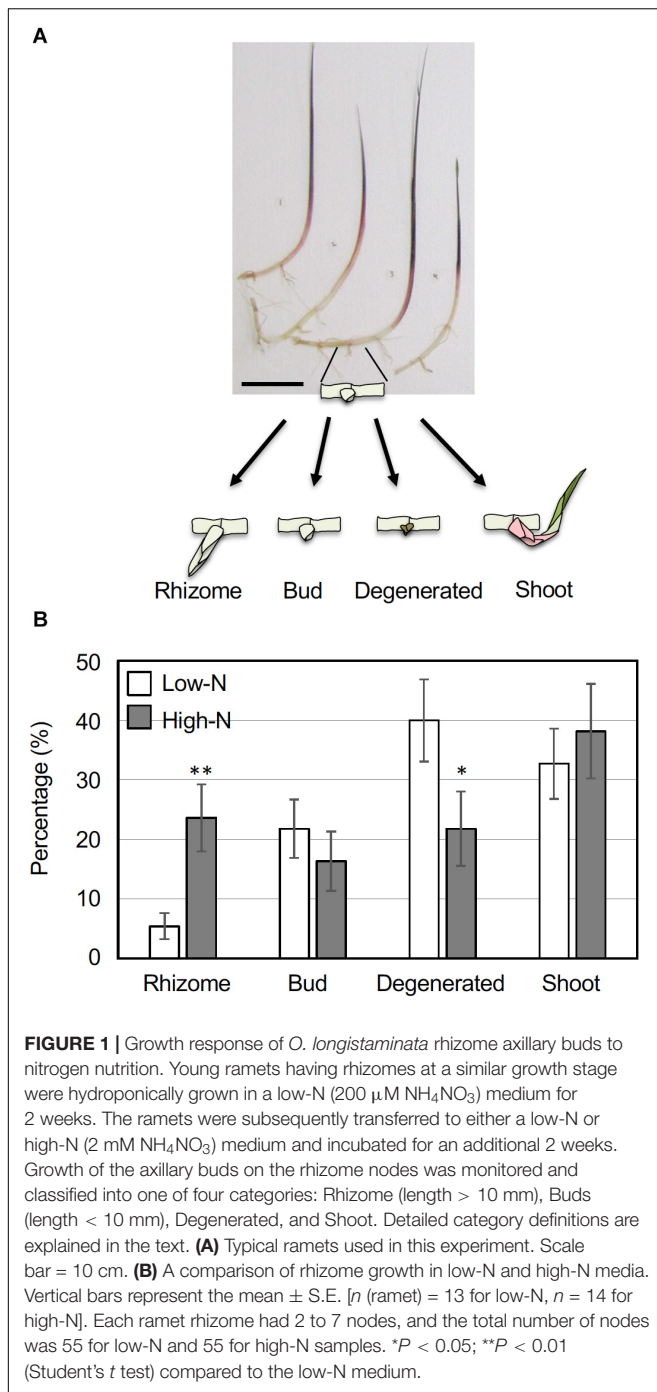 A
1
2
3
4
Rhizome Bud Degenerated Shoot
B
50
40
30
20
10
0
Percentage (%)
Low-N
High-N
**
*
Rhizome Bud Degenerated Shoot
FIGURE 1 | Growth response of O. longistaminata rhizome axillary buds to
nitrogen nutrition. Young ramets having rhizomes at a similar growth stage
were hydroponically grown in a low-N (200 μM NH4NO3) medium for
2 weeks. The ramets were subsequently transferred to either a low-N or
high-N (2 mM NH4NO3) medium and incubated for an additional 2 weeks.
Growth of the axillary buds on the rhizome nodes was monitored and
classified into one of four categories: Rhizome (length > 10 mm), Buds
(length < 10 mm), Degenerated, and Shoot. Detailed category definitions are
explained in the text. (A) Typical ramets used in this experiment. Scale
bar = 10 cm. (B) A comparison of rhizome growth in low-N and high-N media.
Vertical bars represent the mean ± S.E. [n (ramet) = 13 for low-N, n = 14 for
high-N]. Each ramet rhizome had 2 to 7 nodes, and the total number of nodes
was 55 for low-N and 55 for high-N samples. *P < 0.05; **P < 0.01
(Student's t test) compared to the low-N medium.